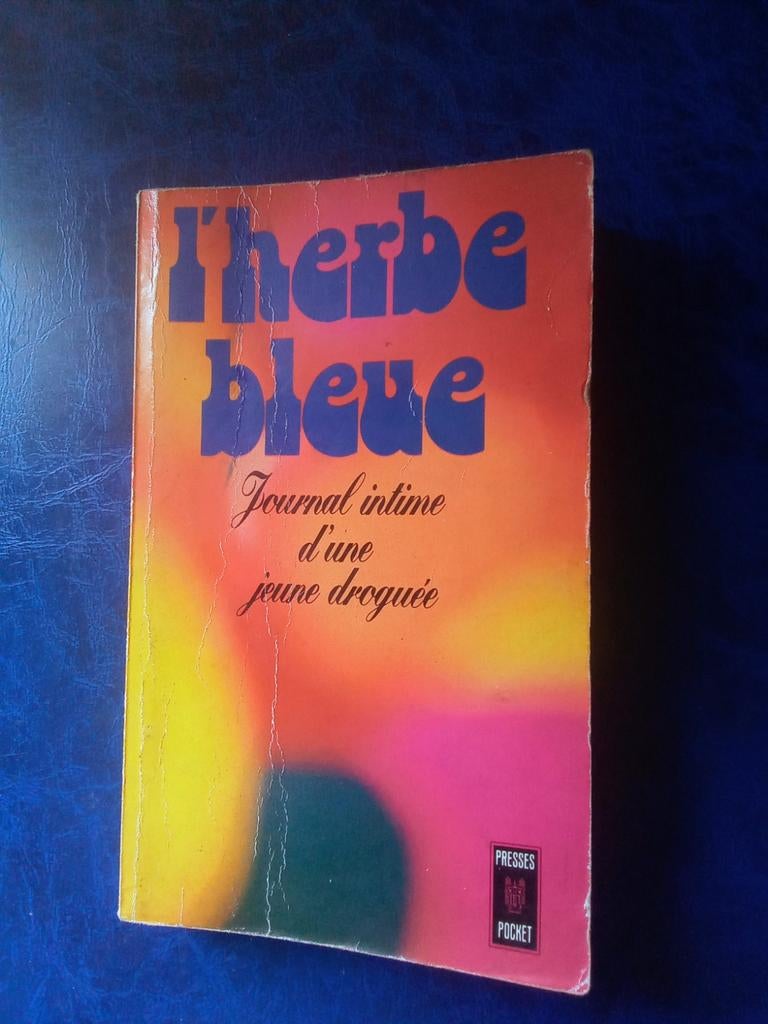 l'herbe
bleue
Journal intime
d'une
jeune droguée
PRESSES
POCKET